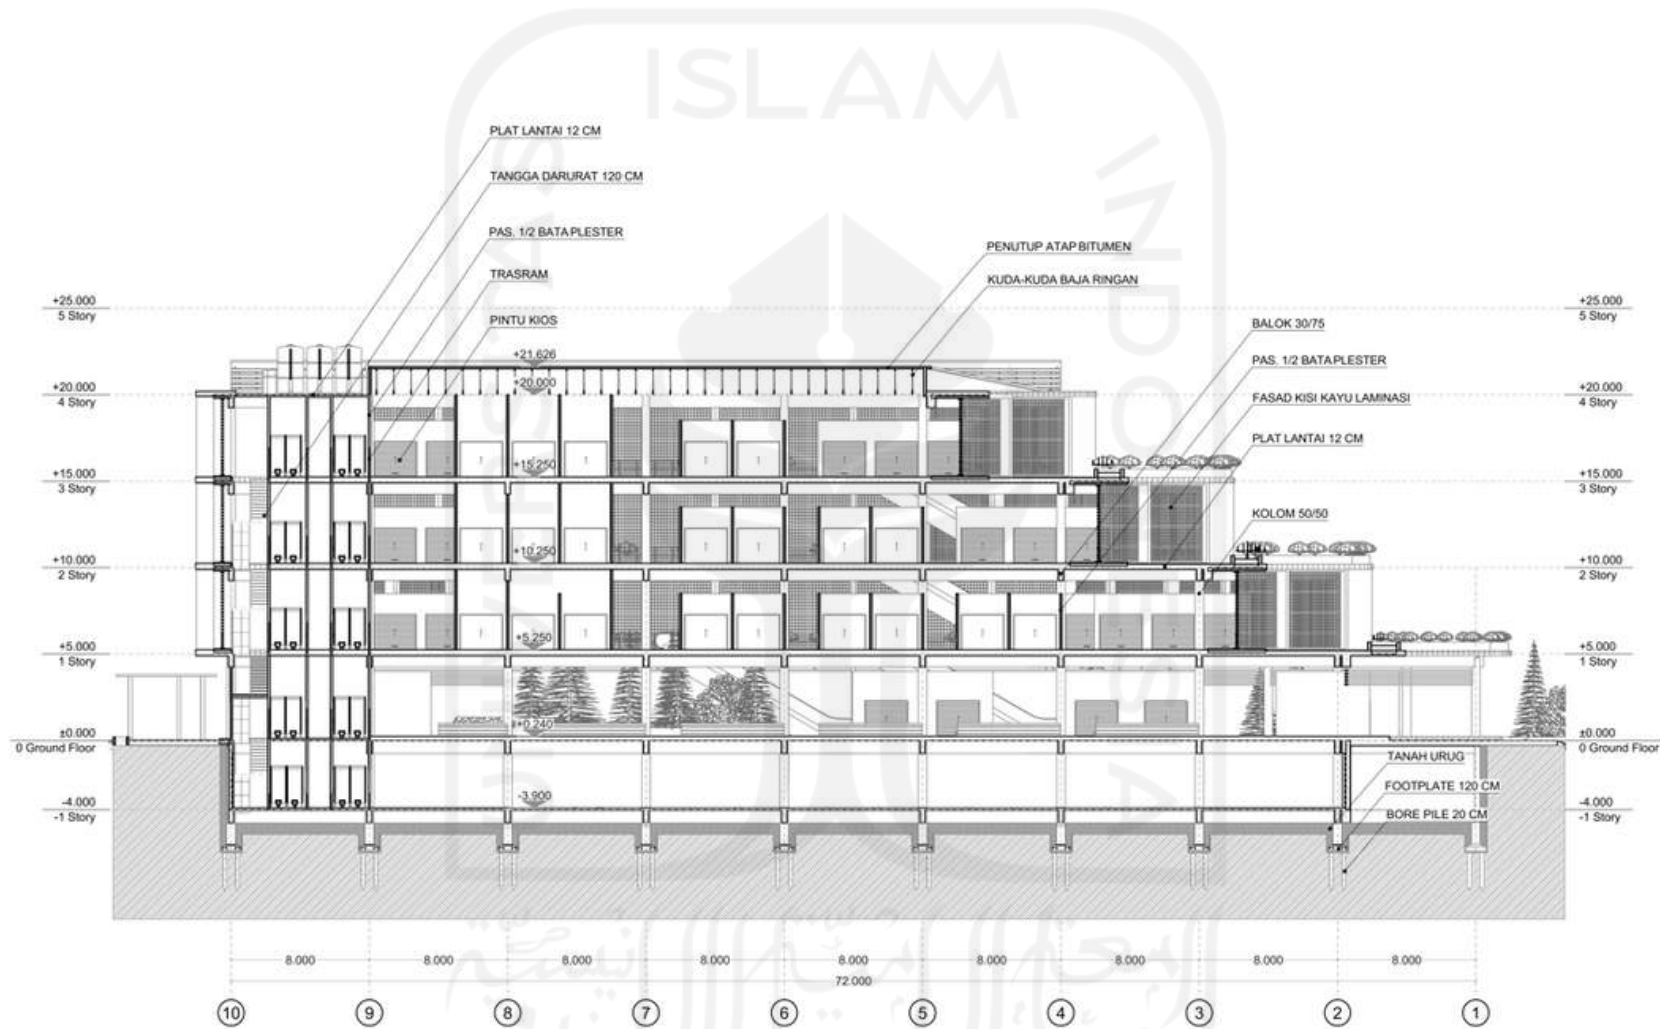 ISLAM
UNIVERSITAS
INDONESIA
PLAT LANTAI 12 CM
TANGGA DARURAT 120 CM
PAS. 1/2 BATA PLESTER
TRASRAM
PINTU KIOS
PENUTUP ATAP BITUMEN
KUDA-KUDA BAJA RINGAN
BALOK 30/75
PAS. 1/2 BATA PLESTER
FASAD KISI KAYU LAMINASI
PLAT LANTAI 12 CM
KOLOM 50/50
+25.000
5 Story
+25.000
5 Story
+21.626
+20.000
+20.000
4 Story
+20.000
4 Story
+15.250
+15.000
3 Story
+15.000
3 Story
+10.250
+10.000
2 Story
+10.000
2 Story
+5.250
+5.000
1 Story
+5.000
1 Story
+0.240
±0.000
0 Ground Floor
±0.000
0 Ground Floor
TANAH URUG
FOOTPLATE 120 CM
BORE PILE 20 CM
-3.900
-4.000
-1 Story
-4.000
-1 Story
8.000 8.000 8.000 8.000 8.000 8.000 8.000 8.000 8.000
72.000
10 9 8 7 6 5 4 3 2 1